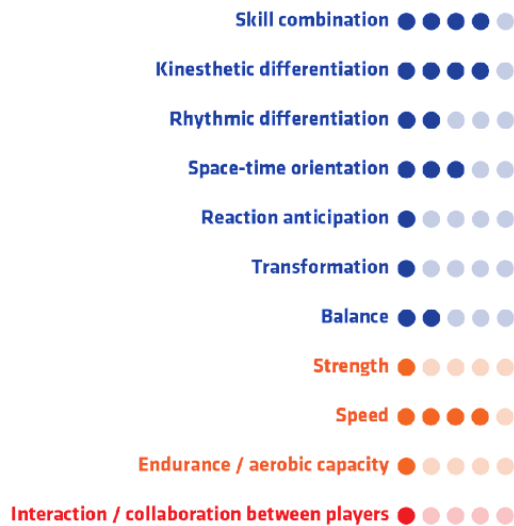 Skill combination
Kinesthetic differentiation
Rhythmic differentiation
Space-time orientation
Reaction anticipation
Transformation
Balance
Strength
Speed
Endurance / aerobic capacity
Interaction / collaboration between players